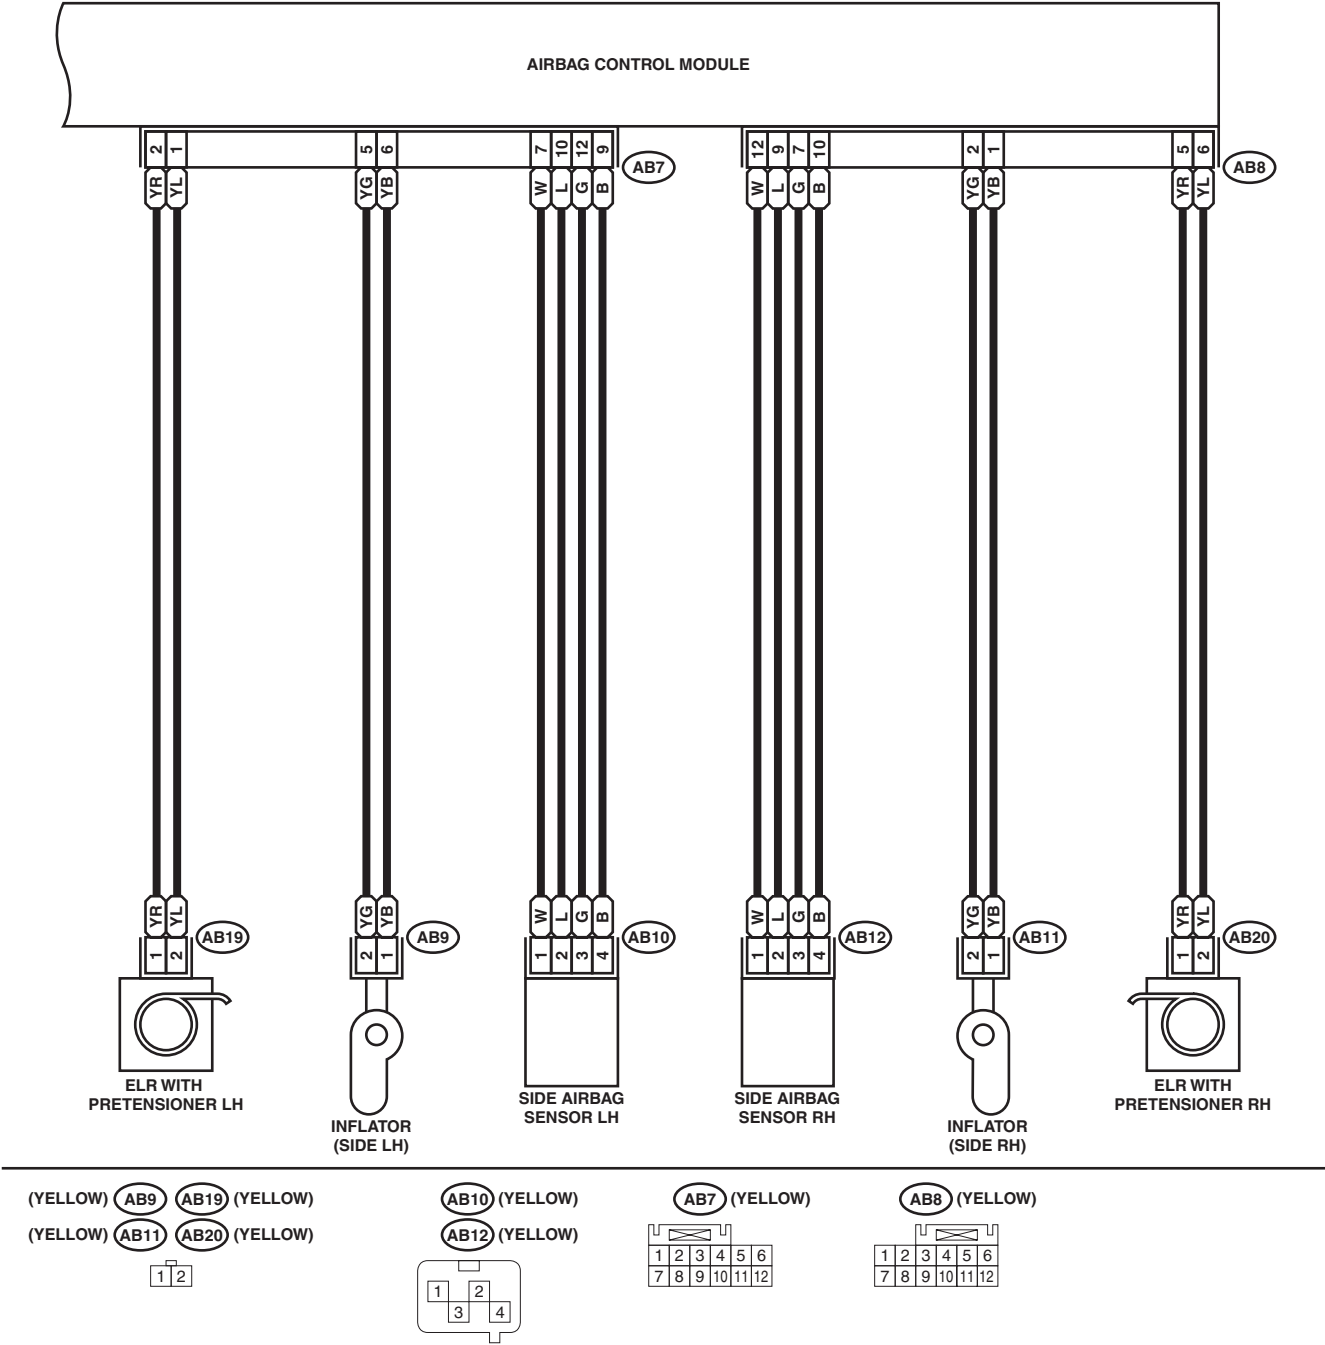 AIRBAG CONTROL MODULE
2 1 5 6 7 10 12 9 AB7 12 9 7 10 2 1 5 6 AB8
YR YL YG YB W L G B W L G B YG YB YR YL
YR YL YG YB W L G B W L G B YG YB YR YL
1 2 AB19 2 1 AB9 1 2 3 4 AB10 1 2 3 4 AB12 2 1 AB11 1 2 AB20
ELR WITH
PRETENSIONER LH
INFLATOR
(SIDE LH)
SIDE AIRBAG
SENSOR LH
SIDE AIRBAG
SENSOR RH
INFLATOR
(SIDE RH)
ELR WITH
PRETENSIONER RH
(YELLOW) AB9 AB19 (YELLOW)
(YELLOW) AB11 AB20 (YELLOW)
1 2
AB10 (YELLOW)
AB12 (YELLOW)
1 2
3 4
AB7 (YELLOW)
1 2 3 4 5 6
7 8 9 10 11 12
AB8 (YELLOW)
1 2 3 4 5 6
7 8 9 10 11 12